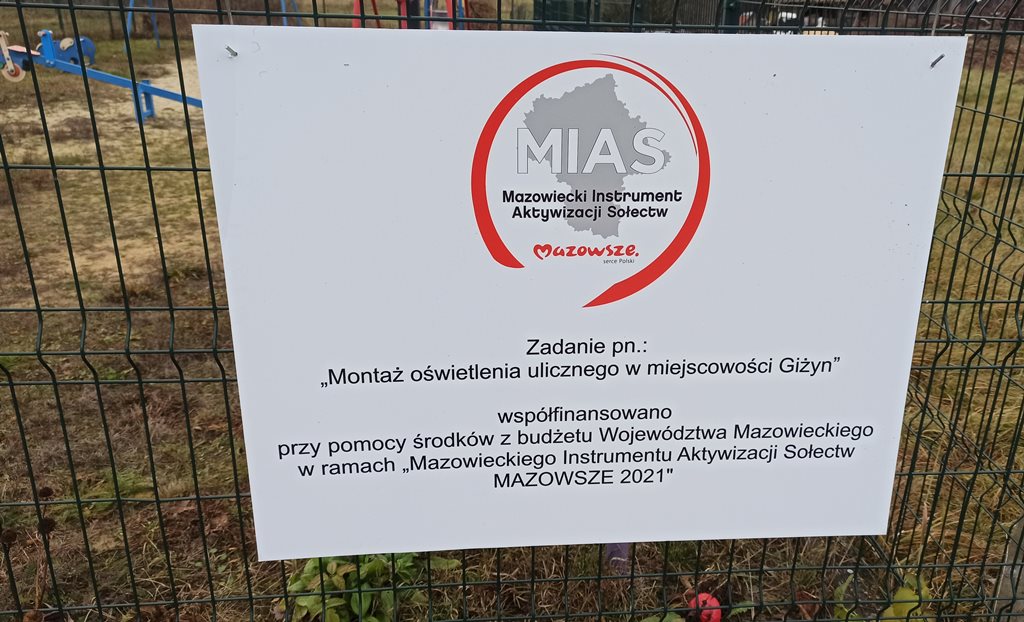 MIAS
Mazowiecki Instrument
Aktywizacji Sołectw
Mazowsze.
serce Polski
Zadanie pn.:
„Montaż oświetlenia ulicznego w miejscowości Giżyn”
współfinansowano
przy pomocy środków z budżetu Województwa Mazowieckiego
w ramach „Mazowieckiego Instrumentu Aktywizacji Sołectw
MAZOWSZE 2021"